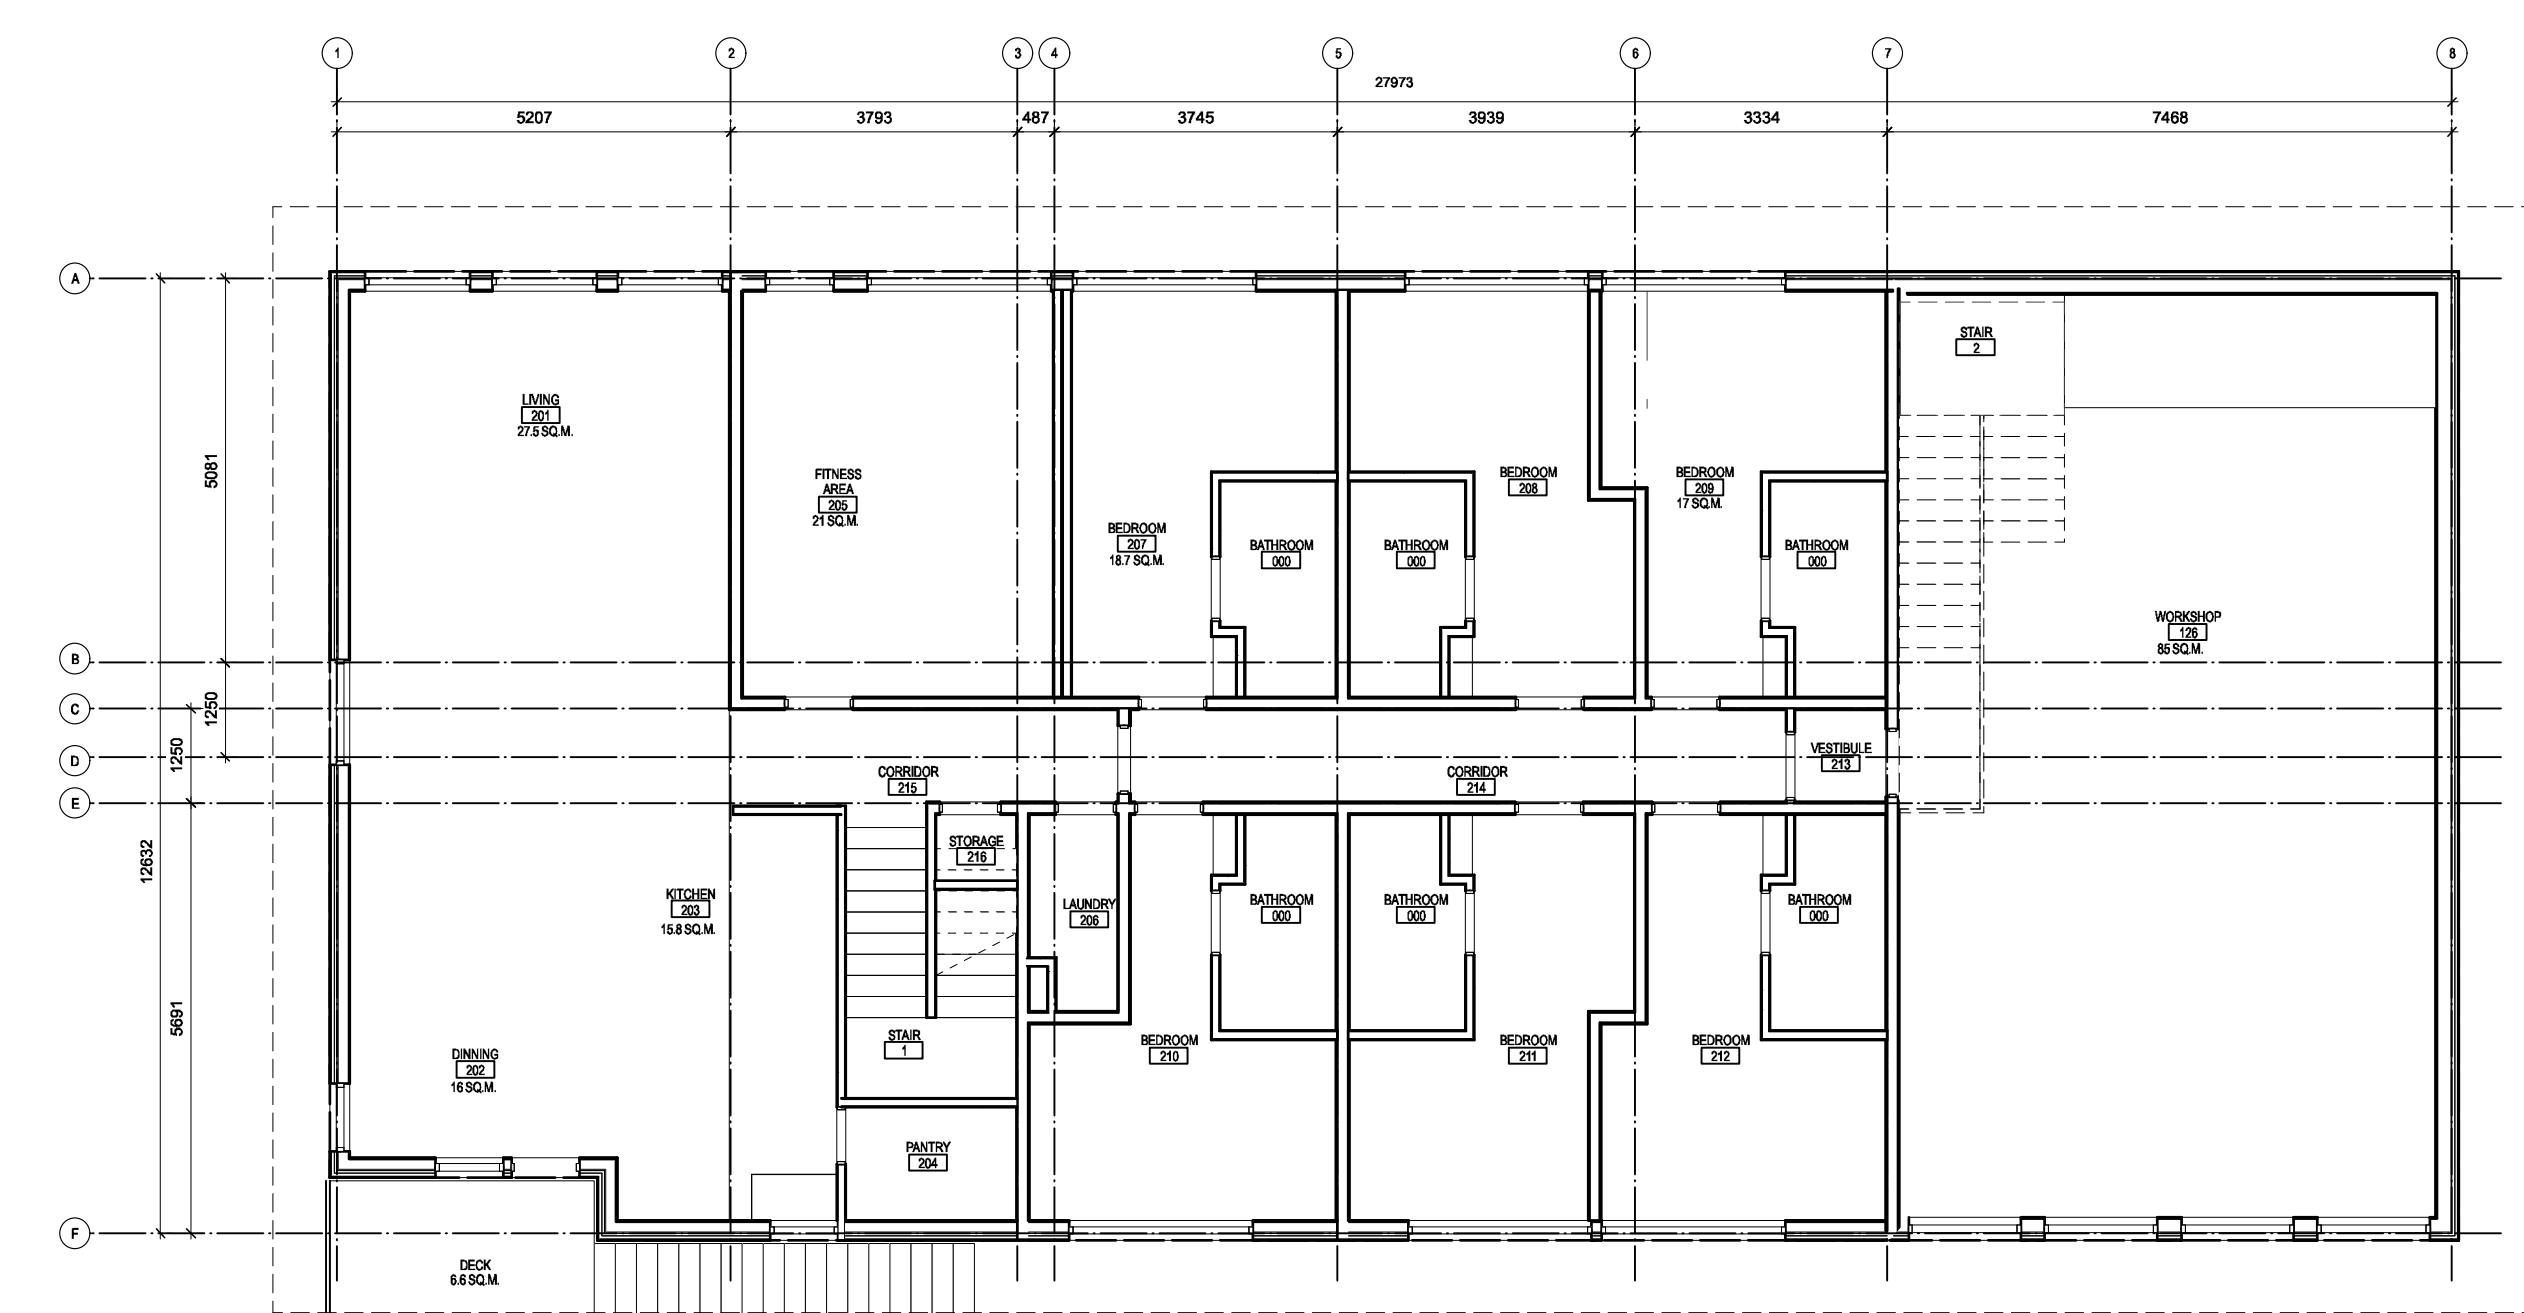 1
2
3
4
5
6
7
8
27973
5207
3793
487
3745
3939
3334
7468
A
B
C
D
E
F
5081
1250
1250
12632
5691
LIVING
201
27.5 SQ.M.
FITNESS
AREA
205
21 SQ.M.
BEDROOM
207
18.7 SQ.M.
BATHROOM
000
BATHROOM
000
BEDROOM
208
BEDROOM
209
17 SQ.M.
BATHROOM
000
STAIR
2
WORKSHOP
126
85 SQ.M.
CORRIDOR
215
CORRIDOR
214
VESTIBULE
213
STORAGE
216
KITCHEN
203
15.8 SQ.M.
LAUNDRY
206
BATHROOM
000
BATHROOM
000
BATHROOM
000
STAIR
1
DINNING
202
16 SQ.M.
BEDROOM
210
BEDROOM
211
BEDROOM
212
PANTRY
204
DECK
6.6 SQ.M.